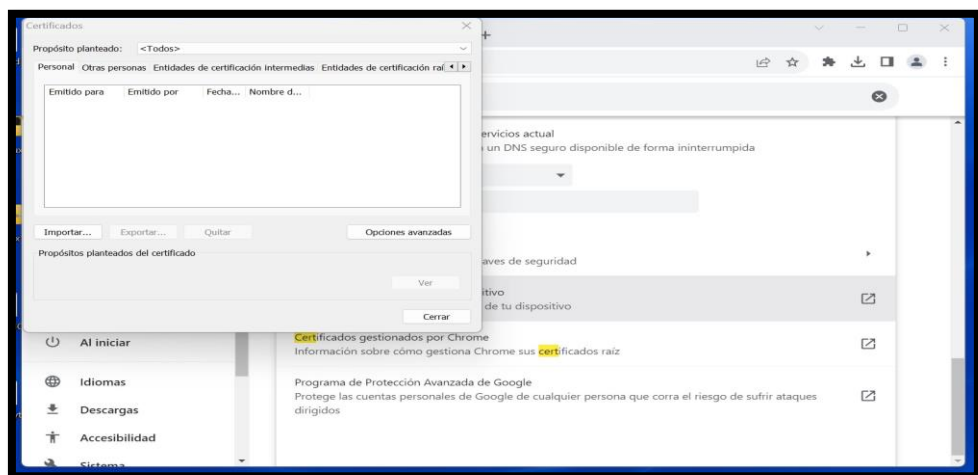 Certificados
Propósito planteado: <Todos>
Personal Otras personas Entidades de certificación intermedias Entidades de certificación raí
Emitido para Emitido por Fecha... Nombre d...
Importar... Exportar... Quitar Opciones avanzadas
Propósitos planteados del certificado
Ver
Cerrar
ervicios actual
un DNS seguro disponible de forma ininterrumpida
aves de seguridad
itivo
de tu dispositivo
Certificados gestionados por Chrome
Información sobre cómo gestiona Chrome sus certificados raíz
Programa de Protección Avanzada de Google
Protege las cuentas personales de Google de cualquier persona que corra el riesgo de sufrir ataques
dirigidos
Al iniciar
Idiomas
Descargas
Accesibilidad
Sistema